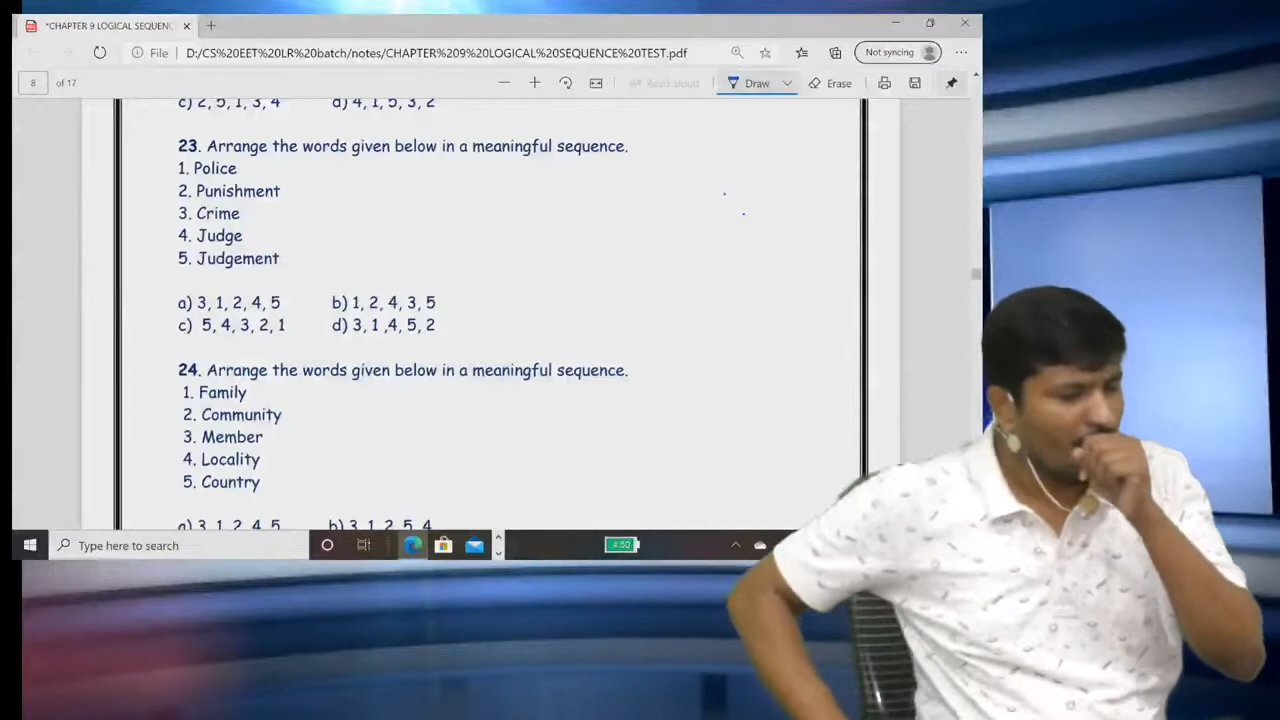 *CHAPTER 9 LOGICAL SEQUENC
File D:/CS%20EET%20LR%20batch/notes/CHAPTER%209%20LOGICAL%20SEQUENCE%20TEST.pdf Not syncing
8 of 17 Read aloud Draw Erase
c) 2, 5, 1, 3, 4 d) 4, 1, 5, 3, 2
23. Arrange the words given below in a meaningful sequence.
1. Police
2. Punishment
3. Crime
4. Judge
5. Judgement
a) 3, 1, 2, 4, 5 b) 1, 2, 4, 3, 5
c) 5, 4, 3, 2, 1 d) 3, 1 ,4, 5, 2
24. Arrange the words given below in a meaningful sequence.
1. Family
2. Community
3. Member
4. Locality
5. Country
a) 3, 1, 2, 4, 5 b) 3, 1, 2, 5, 4
Type here to search 4:50